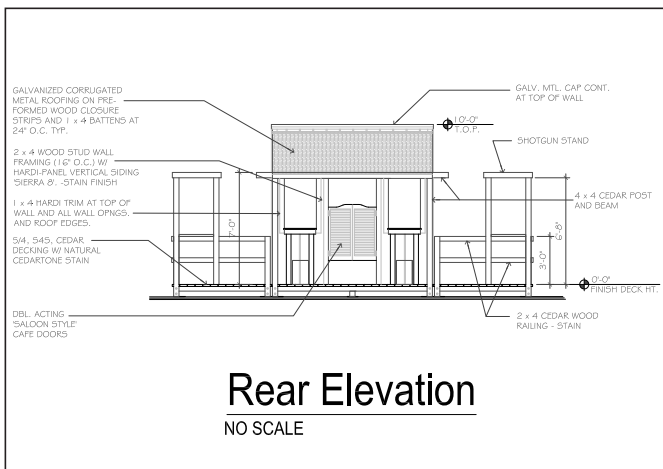 GALVANIZED CORRUGATED
METAL ROOFING ON PRE-
FORMED WOOD CLOSURE
STRIPS AND 1 x 4 BATTENS AT
24" O.C. TYP.
2 x 4 WOOD STUD WALL
FRAMING (16" O.C.) W/
HARDI-PANEL VERTICAL SIDING
'SIERRA 8'. -STAIN FINISH
1 x 4 HARDI TRIM AT TOP OF
WALL AND ALL WALL OPNGS.
AND ROOF EDGES.
5/4, S4S, CEDAR
DECKING W/ NATURAL
CEDARTONE STAIN
DBL. ACTING
'SALOON STYLE'
CAFE DOORS
7'-0"
GALV. MTL. CAP CONT.
AT TOP OF WALL
10'-0"
T.O.P.
SHOTGUN STAND
4 x 4 CEDAR POST
AND BEAM
6'-8"
3'-0"
0'-0"
FINISH DECK HT.
2 x 4 CEDAR WOOD
RAILING - STAIN
Rear Elevation
NO SCALE